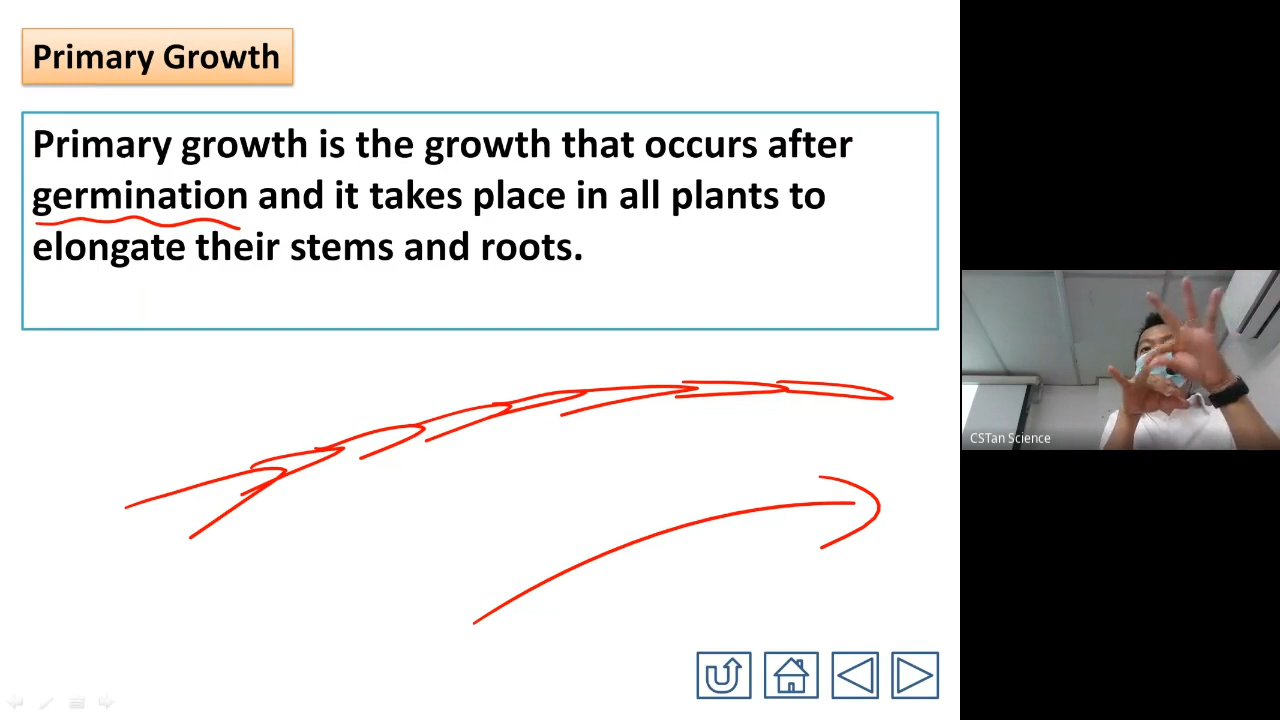 Primary Growth
Primary growth is the growth that occurs after
germination and it takes place in all plants to
elongate their stems and roots.
CSTan Science